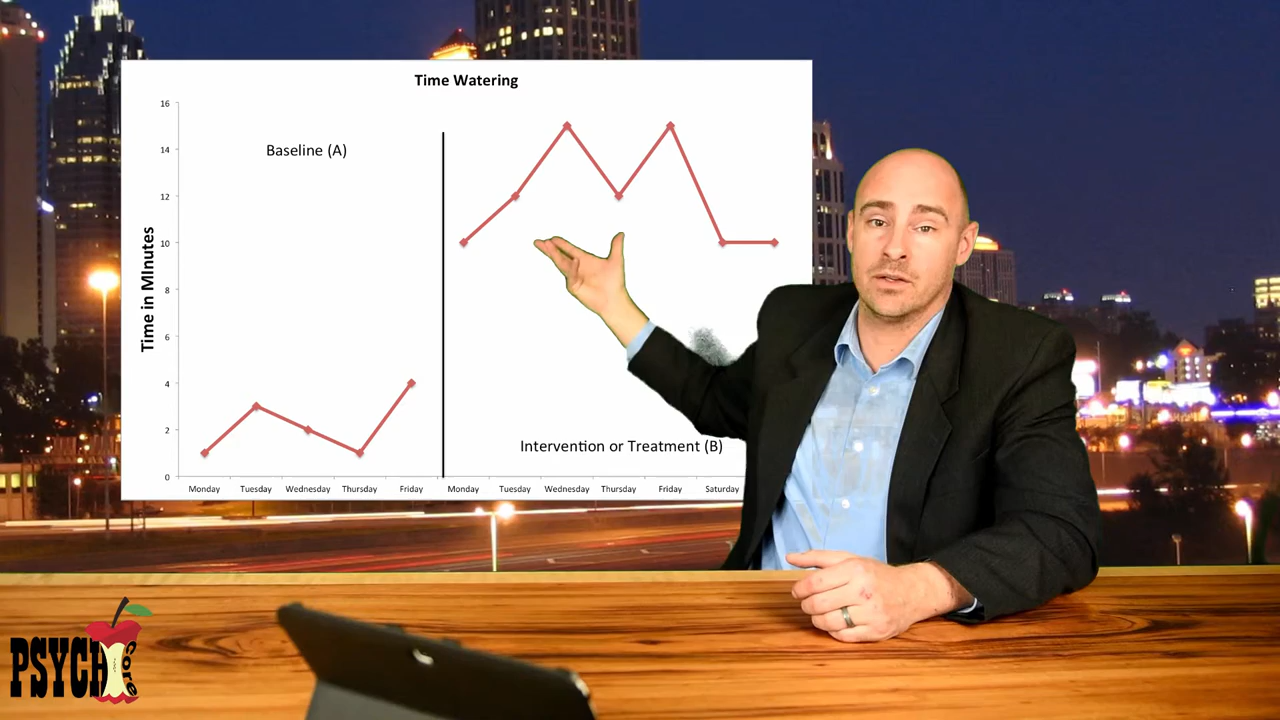 Time Watering
16
14
12
10
8
6
4
2
0
Time in MInutes
Baseline (A)
Intervention or Treatment (B)
Monday Tuesday Wednesday Thursday Friday Monday Tuesday Wednesday Thursday Friday Saturday
PSYCH
Core